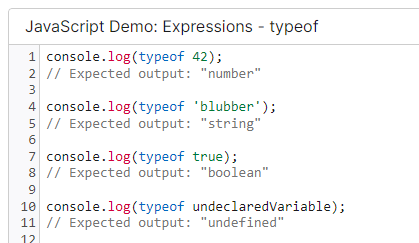 JavaScript Demo: Expressions - typeof
1 console.log(typeof 42);
2 // Expected output: "number"
3
4 console.log(typeof 'blubber');
5 // Expected output: "string"
6
7 console.log(typeof true);
8 // Expected output: "boolean"
9
10 console.log(typeof undeclaredVariable);
11 // Expected output: "undefined"
12